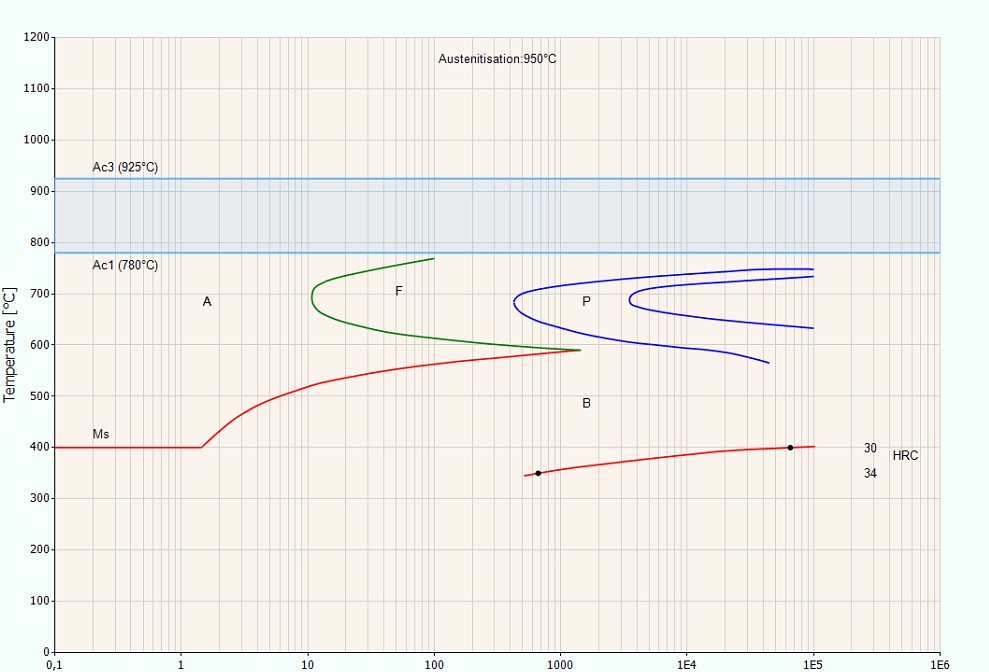 1200
Austenitisation:950°C
1100
1000
Ac3 (925°C)
900
800
Ac1 (780°C)
700
A
F
P
600
500
B
Ms
400
30
HRC
34
300
200
100
0
Temperature [°C]
0,1 1 10 100 1000 1E4 1E5 1E6